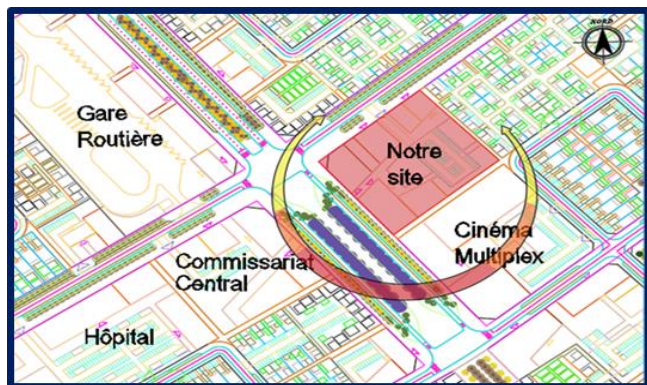 NORD
Gare
Routière
Notre
site
Cinéma
Multiplex
Commissariat
Central
Hôpital